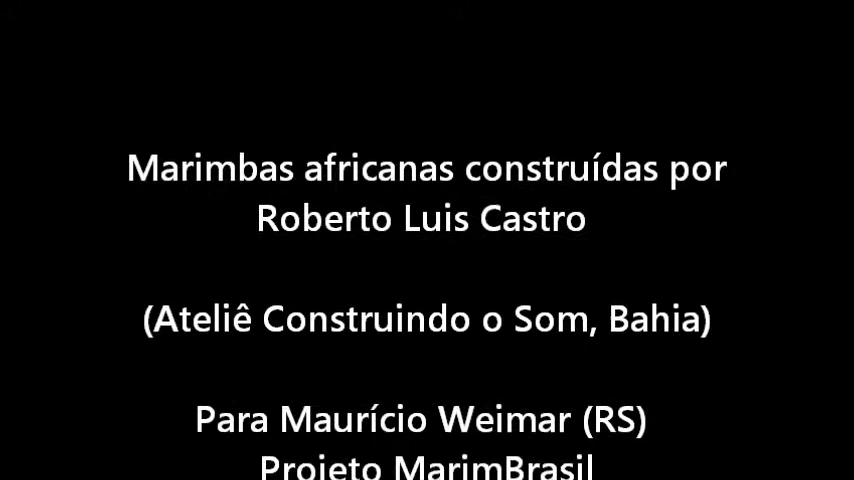 Marimbas africanas construídas por
Roberto Luis Castro
(Ateliê Construindo o Som, Bahia)
Para Maurício Weimar (RS)
Projeto MarimBrasil